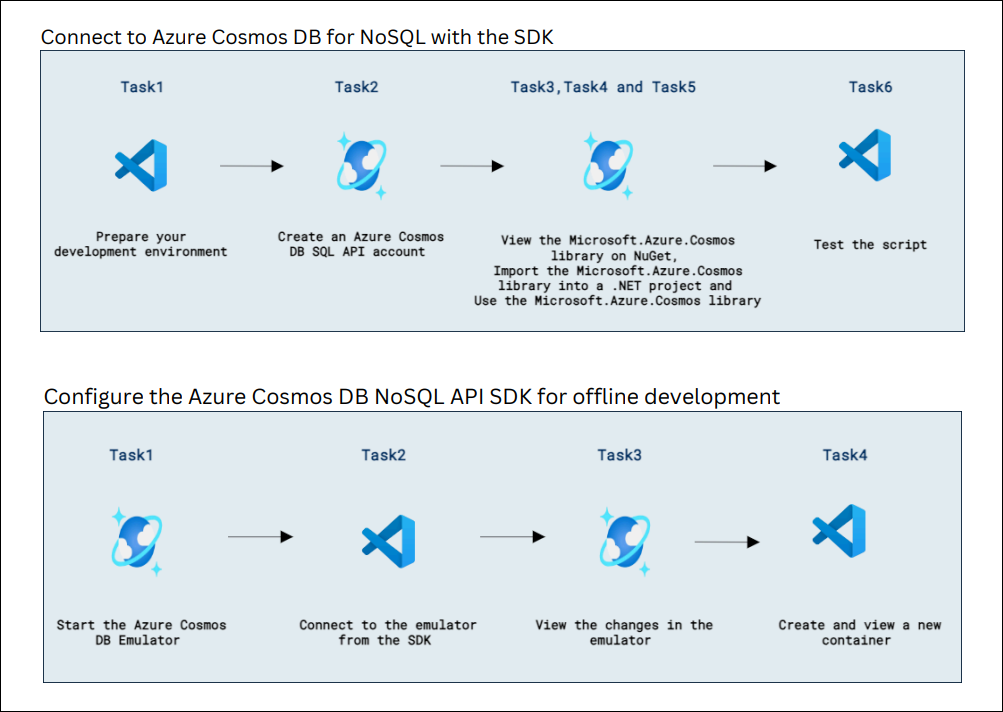 Connect to Azure Cosmos DB for NoSQL with the SDK
Task1
Task2
Task3,Task4 and Task5
Task6
Prepare your
development environment
Create an Azure Cosmos
DB SQL API account
View the Microsoft.Azure.Cosmos
library on NuGet,
Import the Microsoft.Azure.Cosmos
library into a .NET project and
Use the Microsoft.Azure.Cosmos library
Test the script
Configure the Azure Cosmos DB NoSQL API SDK for offline development
Task1
Task2
Task3
Task4
Start the Azure Cosmos
DB Emulator
Connect to the emulator
from the SDK
View the changes in the
emulator
Create and view a new
container